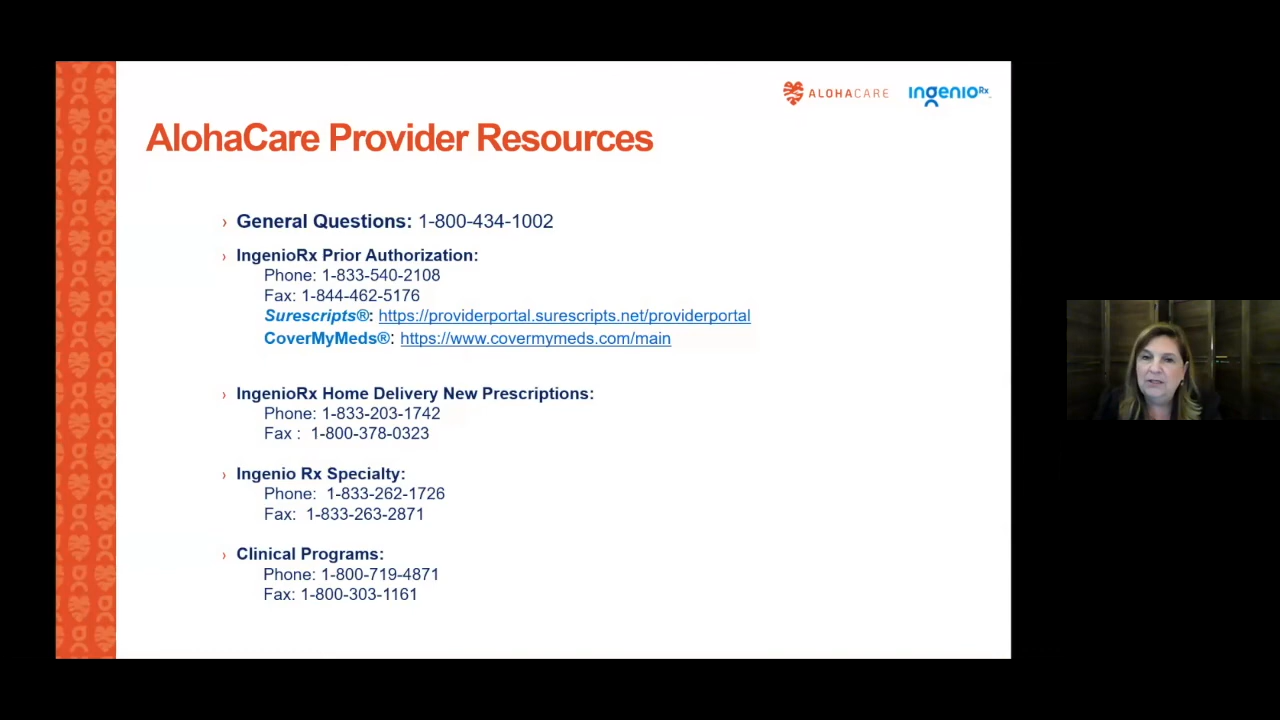 ALOHACARE IngenioRx
AlohaCare Provider Resources
› General Questions: 1-800-434-1002
› IngenioRx Prior Authorization:
Phone: 1-833-540-2108
Fax: 1-844-462-5176
Surescripts®: https://providerportal.surescripts.net/providerportal
CoverMyMeds®: https://www.covermymeds.com/main
› IngenioRx Home Delivery New Prescriptions:
Phone: 1-833-203-1742
Fax : 1-800-378-0323
› Ingenio Rx Specialty:
Phone: 1-833-262-1726
Fax: 1-833-263-2871
› Clinical Programs:
Phone: 1-800-719-4871
Fax: 1-800-303-1161